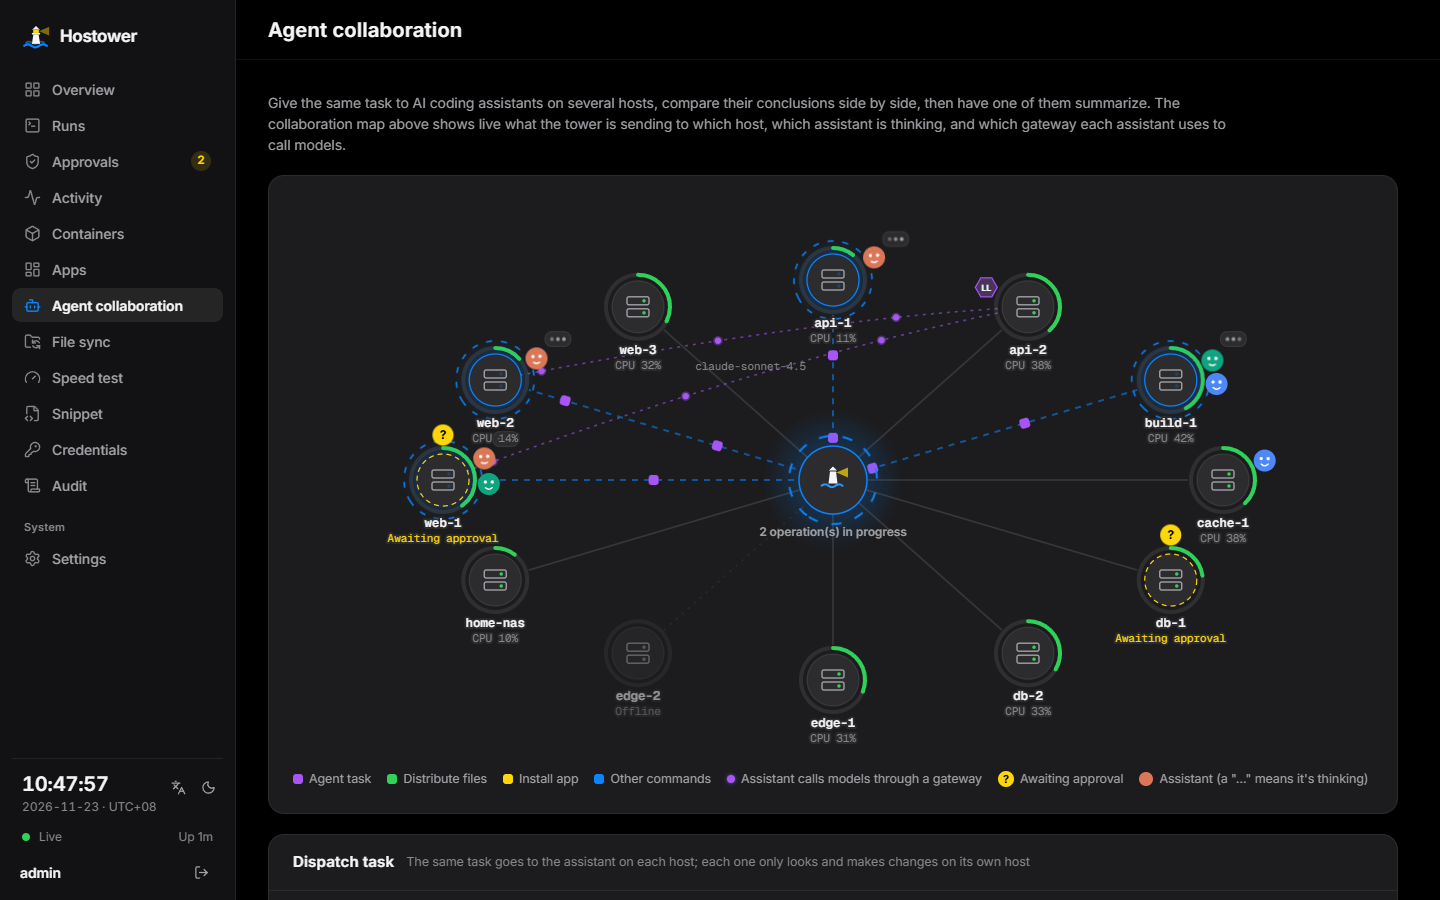 Hostower
Overview
Runs
Approvals 2
Activity
Containers
Apps
Agent collaboration
File sync
Speed test
Snippet
Credentials
Audit
System
Settings
10:47:57
2026-11-23 · UTC+08
Live Up 1m
admin
Agent collaboration
Give the same task to AI coding assistants on several hosts, compare their conclusions side by side, then have one of them summarize. The
collaboration map above shows live what the tower is sending to which host, which assistant is thinking, and which gateway each assistant uses to
call models.
api-1
CPU 11%
LL
web-3
CPU 32%
api-2
CPU 38%
claude-sonnet-4.5
web-2
CPU 14%
build-1
CPU 42%
?
web-1
Awaiting approval
cache-1
CPU 38%
2 operation(s) in progress
?
home-nas
CPU 10%
db-1
Awaiting approval
edge-2
Offline
db-2
CPU 33%
edge-1
CPU 31%
Agent task Distribute files Install app Other commands Assistant calls models through a gateway ? Awaiting approval Assistant (a "..." means it's thinking)
Dispatch task The same task goes to the assistant on each host; each one only looks and makes changes on its own host